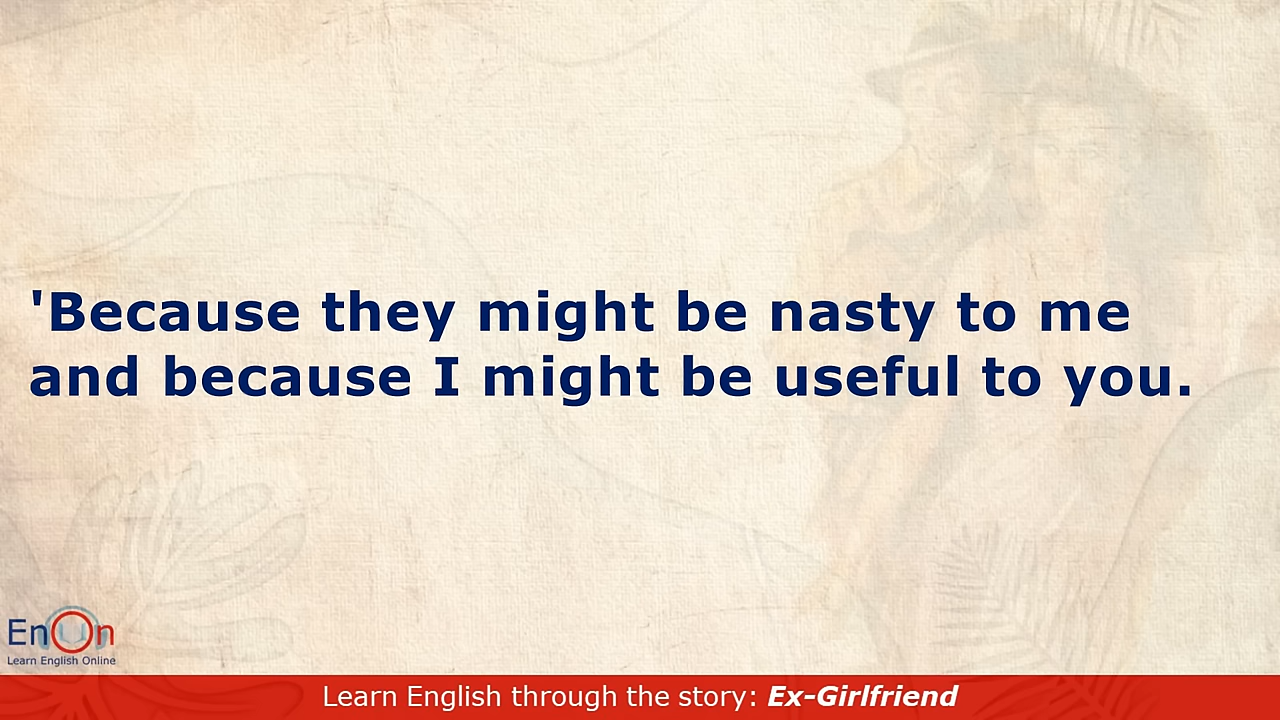 'Because they might be nasty to me
and because I might be useful to you.
EnOn
Learn English Online
Learn English through the story: Ex-Girlfriend